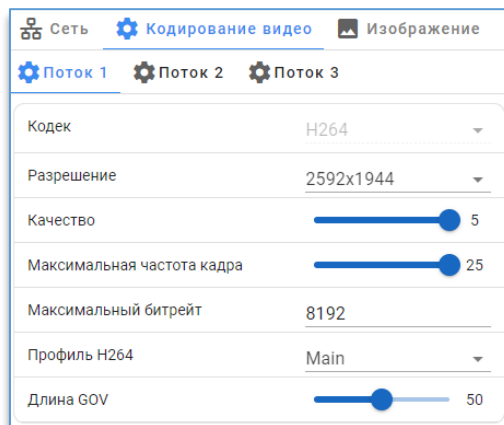 Сеть Кодирование видео Изображение
Поток 1 Поток 2 Поток 3
Кодек H264
Разрешение 2592x1944
Качество 5
Максимальная частота кадра 25
Максимальный битрейт 8192
Профиль H264 Main
Длина GOV 50